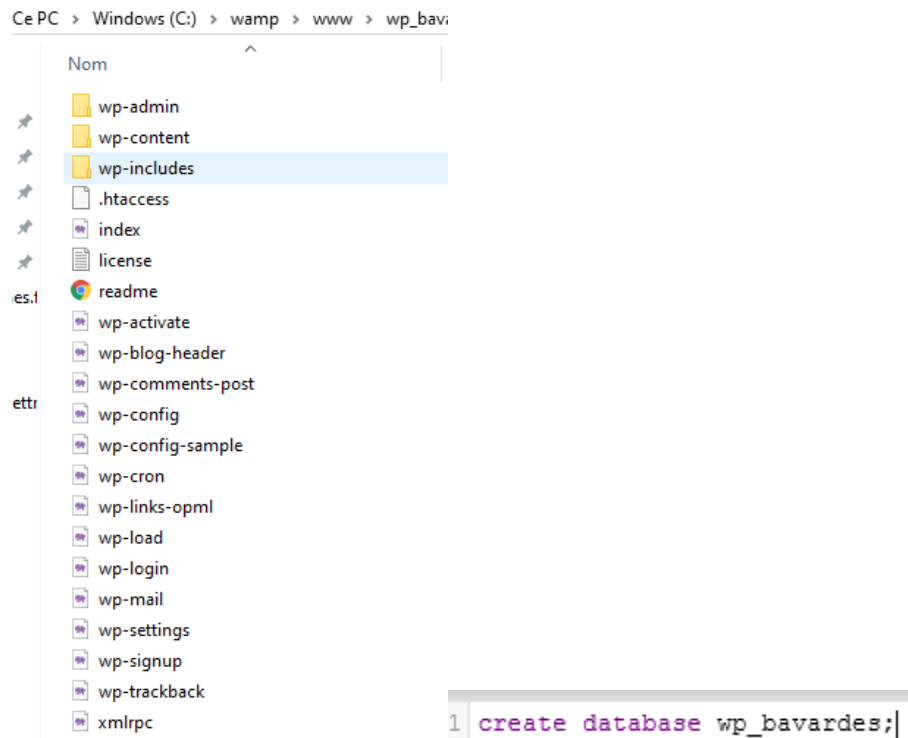 Ce PC > Windows (C:) > wamp > www > wp_bava
Nom
wp-admin
wp-content
wp-includes
.htaccess
index
license
es.f readme
wp-activate
wp-blog-header
wp-comments-post
ettr wp-config
wp-config-sample
wp-cron
wp-links-opml
wp-load
wp-login
wp-mail
wp-settings
wp-signup
wp-trackback
xmlrpc
1 create database wp_bavardes;